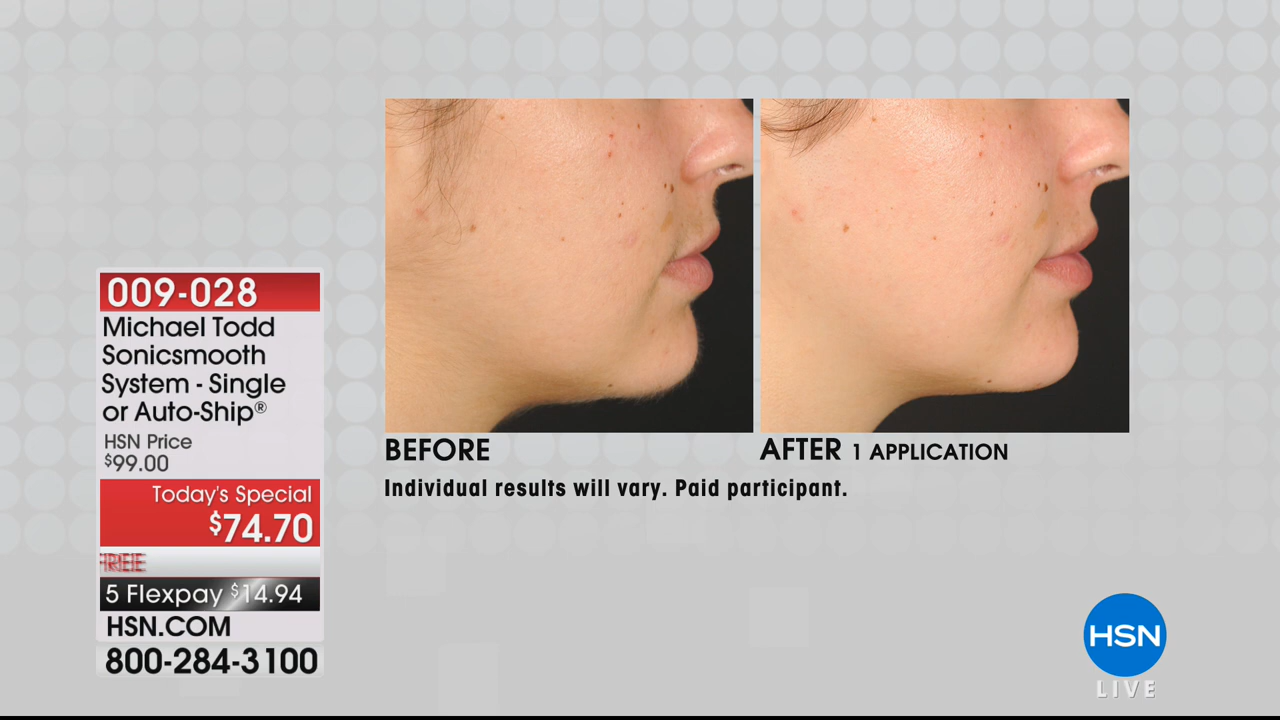 009-028
Michael Todd
Sonicsmooth
System - Single
or Auto-Ship®
HSN Price
$99.00
Today's Special
$74.70
FREE
5 Flexpay $14.94
HSN.COM
800-284-3100
BEFORE
AFTER 1 APPLICATION
Individual results will vary. Paid participant.
HSN
LIVE